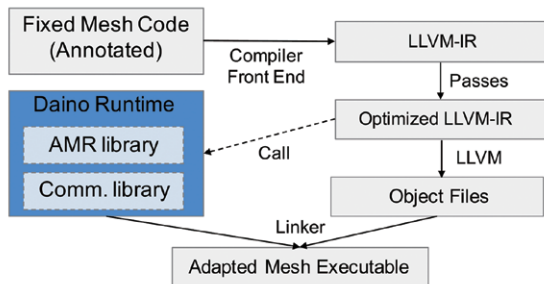 Fixed Mesh Code
(Annotated)
Compiler
Front End
LLVM-IR
Passes
Daino Runtime
AMR library
Comm. library
Call
Optimized LLVM-IR
LLVM
Object Files
Linker
Adapted Mesh Executable